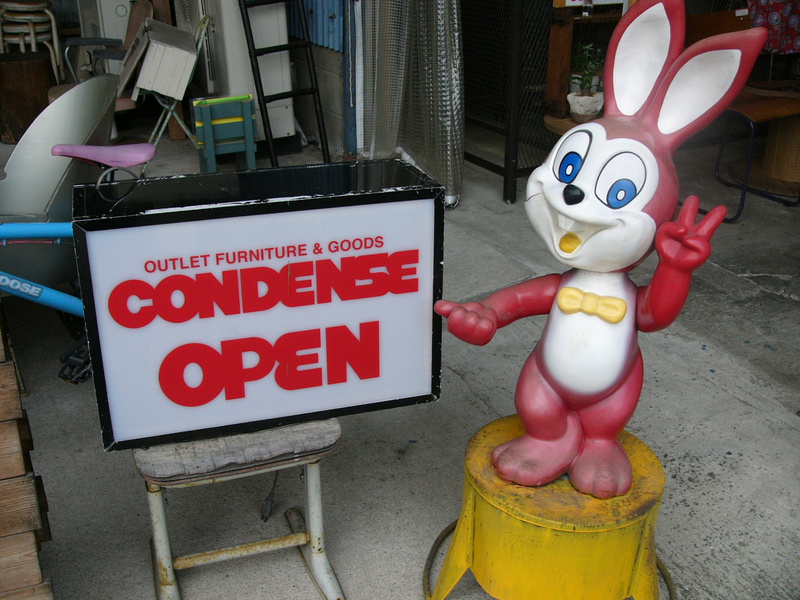 OUTLET FURNITURE & GOODS
CONDENSE
OPEN
OOSE